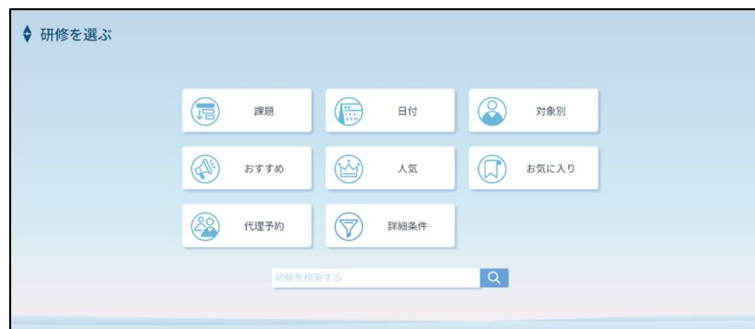 研修を選ぶ
課題
日付
対象別
おすすめ
人気
お気に入り
代理予約
詳細条件
研修を検索する